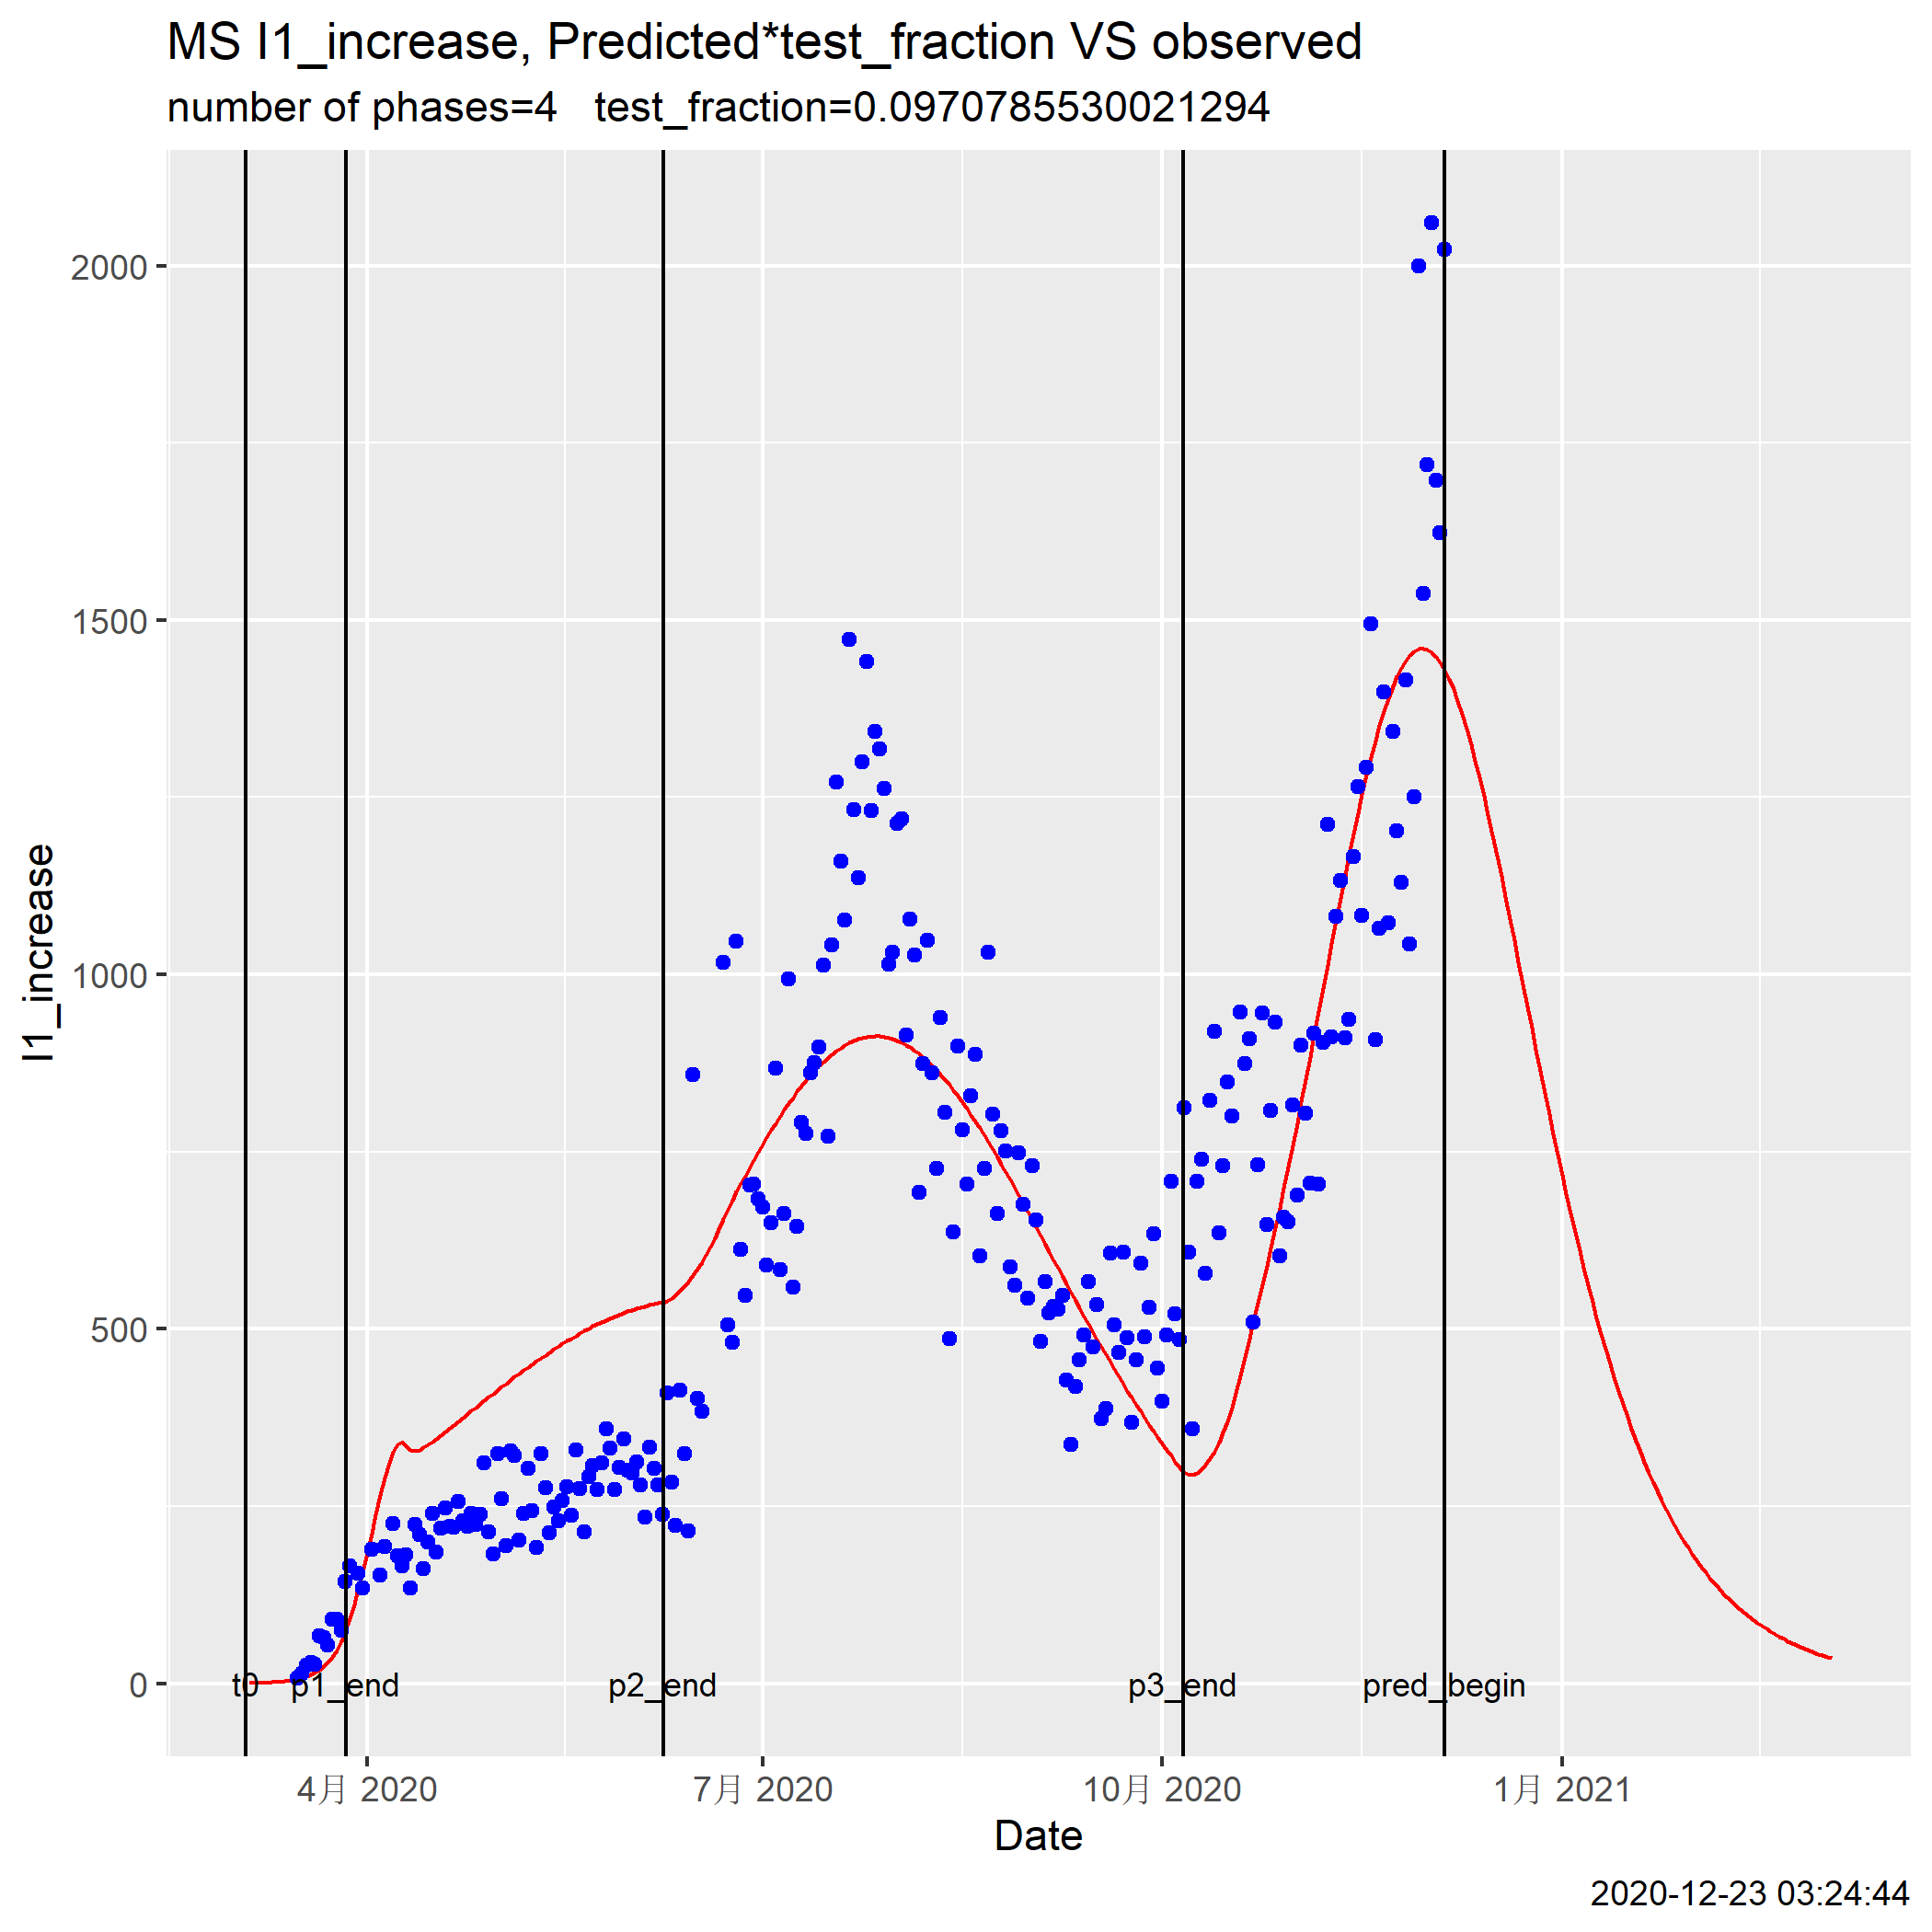 MS I1_increase, Predicted*test_fraction VS observed
number of phases=4 test_fraction=0.0970785530021294
2000
1500
1000
500
0
I1_increase
t0 p1_end p2_end p3_end pred_begin
4月 2020 7月 2020 10月 2020 1月 2021
Date
2020-12-23 03:24:44